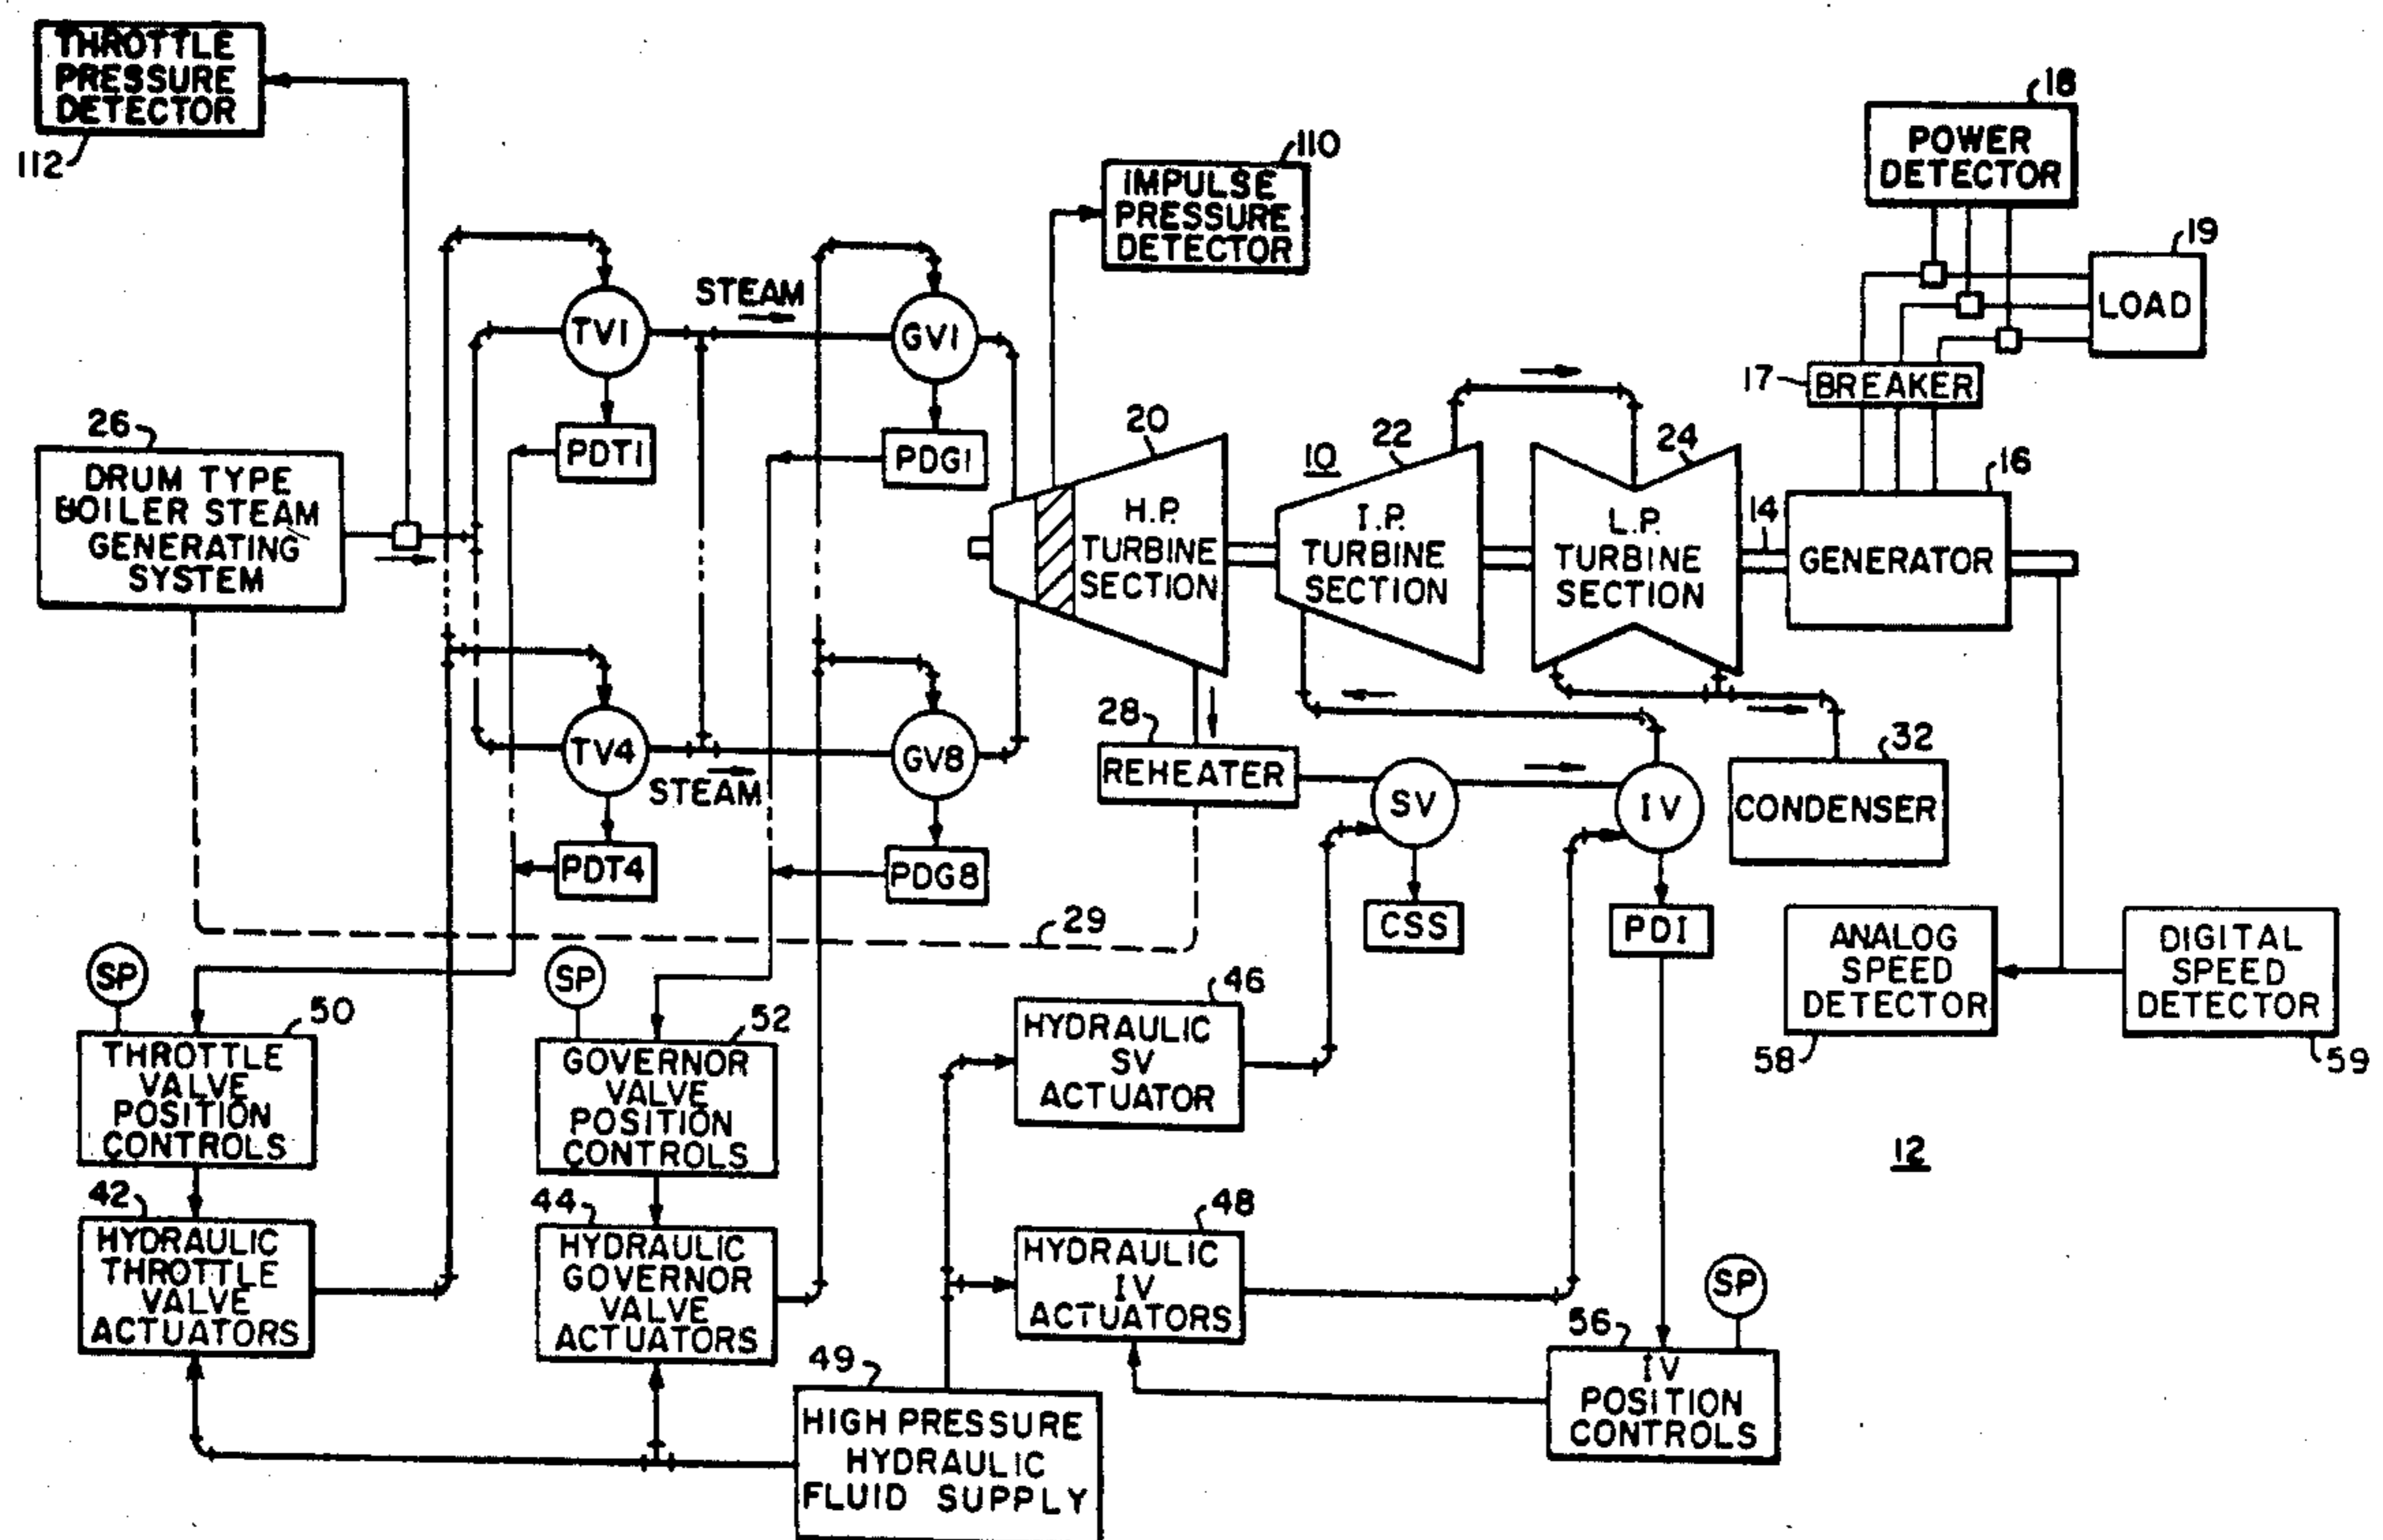 THROTTLE
PRESSURE
DETECTOR
112
IMPULSE
PRESSURE
DETECTOR
110
18
POWER
DETECTOR
19
LOAD
17
BREAKER
STEAM
TV1
GV1
PDT1
PDG1
26
DRUM TYPE
BOILER STEAM
GENERATING
SYSTEM
20
H.P.
TURBINE
SECTION
10
22
I.P.
TURBINE
SECTION
24
L.P.
TURBINE
SECTION
14
16
GENERATOR
TV4
GV8
STEAM
PDT4
PDG8
28
REHEATER
SV
IV
32
CONDENSER
CSS
PDI
29
ANALOG
SPEED
DETECTOR
58
DIGITAL
SPEED
DETECTOR
59
SP
50
THROTTLE
VALVE
POSITION
CONTROLS
SP
52
GOVERNOR
VALVE
POSITION
CONTROLS
46
HYDRAULIC
SV
ACTUATOR
12
42
HYDRAULIC
THROTTLE
VALVE
ACTUATORS
44
HYDRAULIC
GOVERNOR
VALVE
ACTUATORS
48
HYDRAULIC
IV
ACTUATORS
SP
56
IV
POSITION
CONTROLS
49
HIGH PRESSURE
HYDRAULIC
FLUID SUPPLY